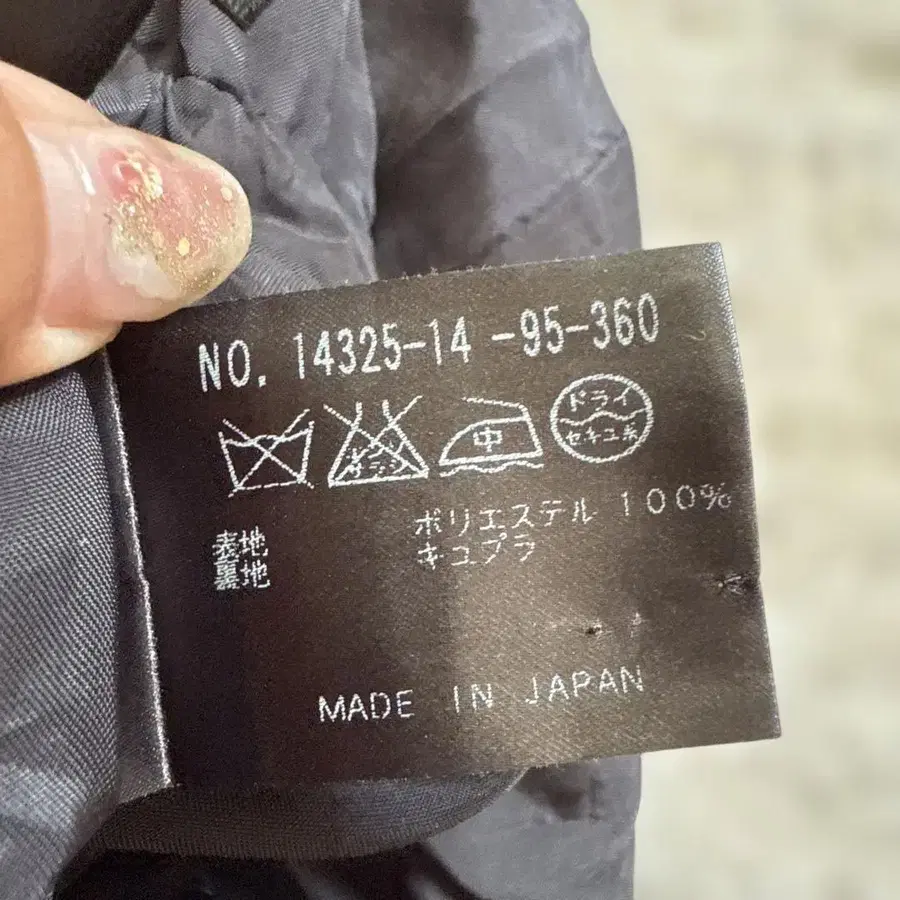 NO. 14325-14 -95-360
中 ドライ
セキユ系
表地 ポリエステル 100%
裏地 キュプラ
MADE IN JAPAN